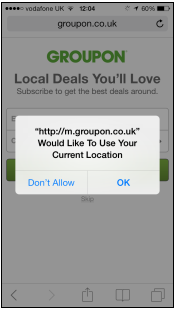 vodafone UK 12:04 60%
groupon.co.uk
GROUPON
Local Deals You'll Love
Subscribe to get the best deals around.
E
“http://m.groupon.co.uk”
Would Like To Use Your
Current Location
Don't Allow OK
Skip